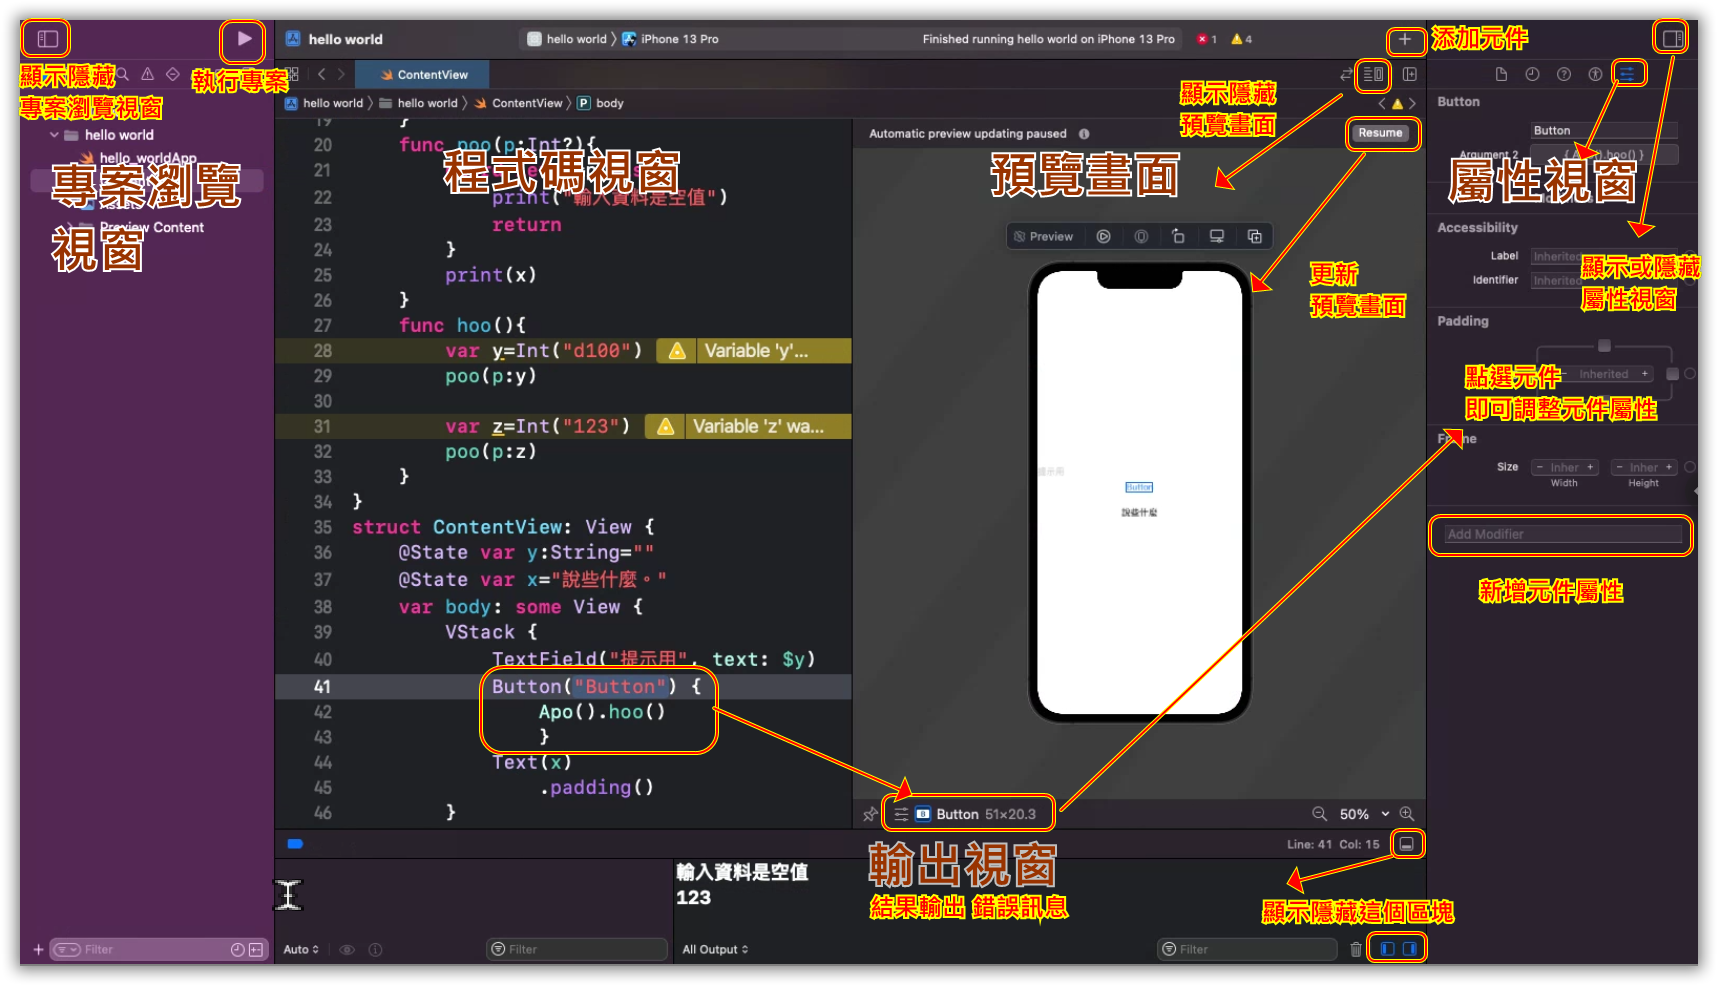 hello world
hello world
iPhone 13 Pro
Finished running hello world on iPhone 13 Pro
1
4
添加元件
顯示隱藏
專案瀏覽視窗
執行專案
ContentView
hello world
hello world
ContentView
P
body
顯示隱藏
預覽畫面
hello world
hello_worldApp
專案瀏覽
視窗
Assets
Preview Content
程式碼視窗
19 }
20 func poo(p:Int?){
21
22 print("輸入資料是空值")
23 return
24 }
25 print(x)
26 }
27 func hoo(){
28 var y=Int("d100")
Variable 'y'...
29 poo(p:y)
30
31 var z=Int("123")
Variable 'z' wa...
32 poo(p:z)
33 }
34 }
35 struct ContentView: View {
36 @State var y:String=""
37 @State var x="說些什麼。"
38 var body: some View {
39 VStack {
40 TextField("提示用", text: $y)
41 Button("Button") {
42 Apo().hoo()
43 }
44 Text(x)
45 .padding()
46 }
Automatic preview updating paused
Resume
預覽畫面
Preview
更新
預覽畫面
提示用
Button
說些什麼
Button 51×20.3
50%
Button
Button
Argument 2
屬性視窗
Accessibility
Label
Inherited
Identifier
Inherited
顯示或隱藏
屬性視窗
Padding
Inherited
點選元件
即可調整元件屬性
Frame
Size
− Inher +
− Inher +
Width
Height
Add Modifier
新增元件屬性
Line: 41 Col: 15
輸出視窗
結果輸出 錯誤訊息
輸入資料是空值
123
顯示隱藏這個區塊
Filter
Auto
Filter
All Output
Filter